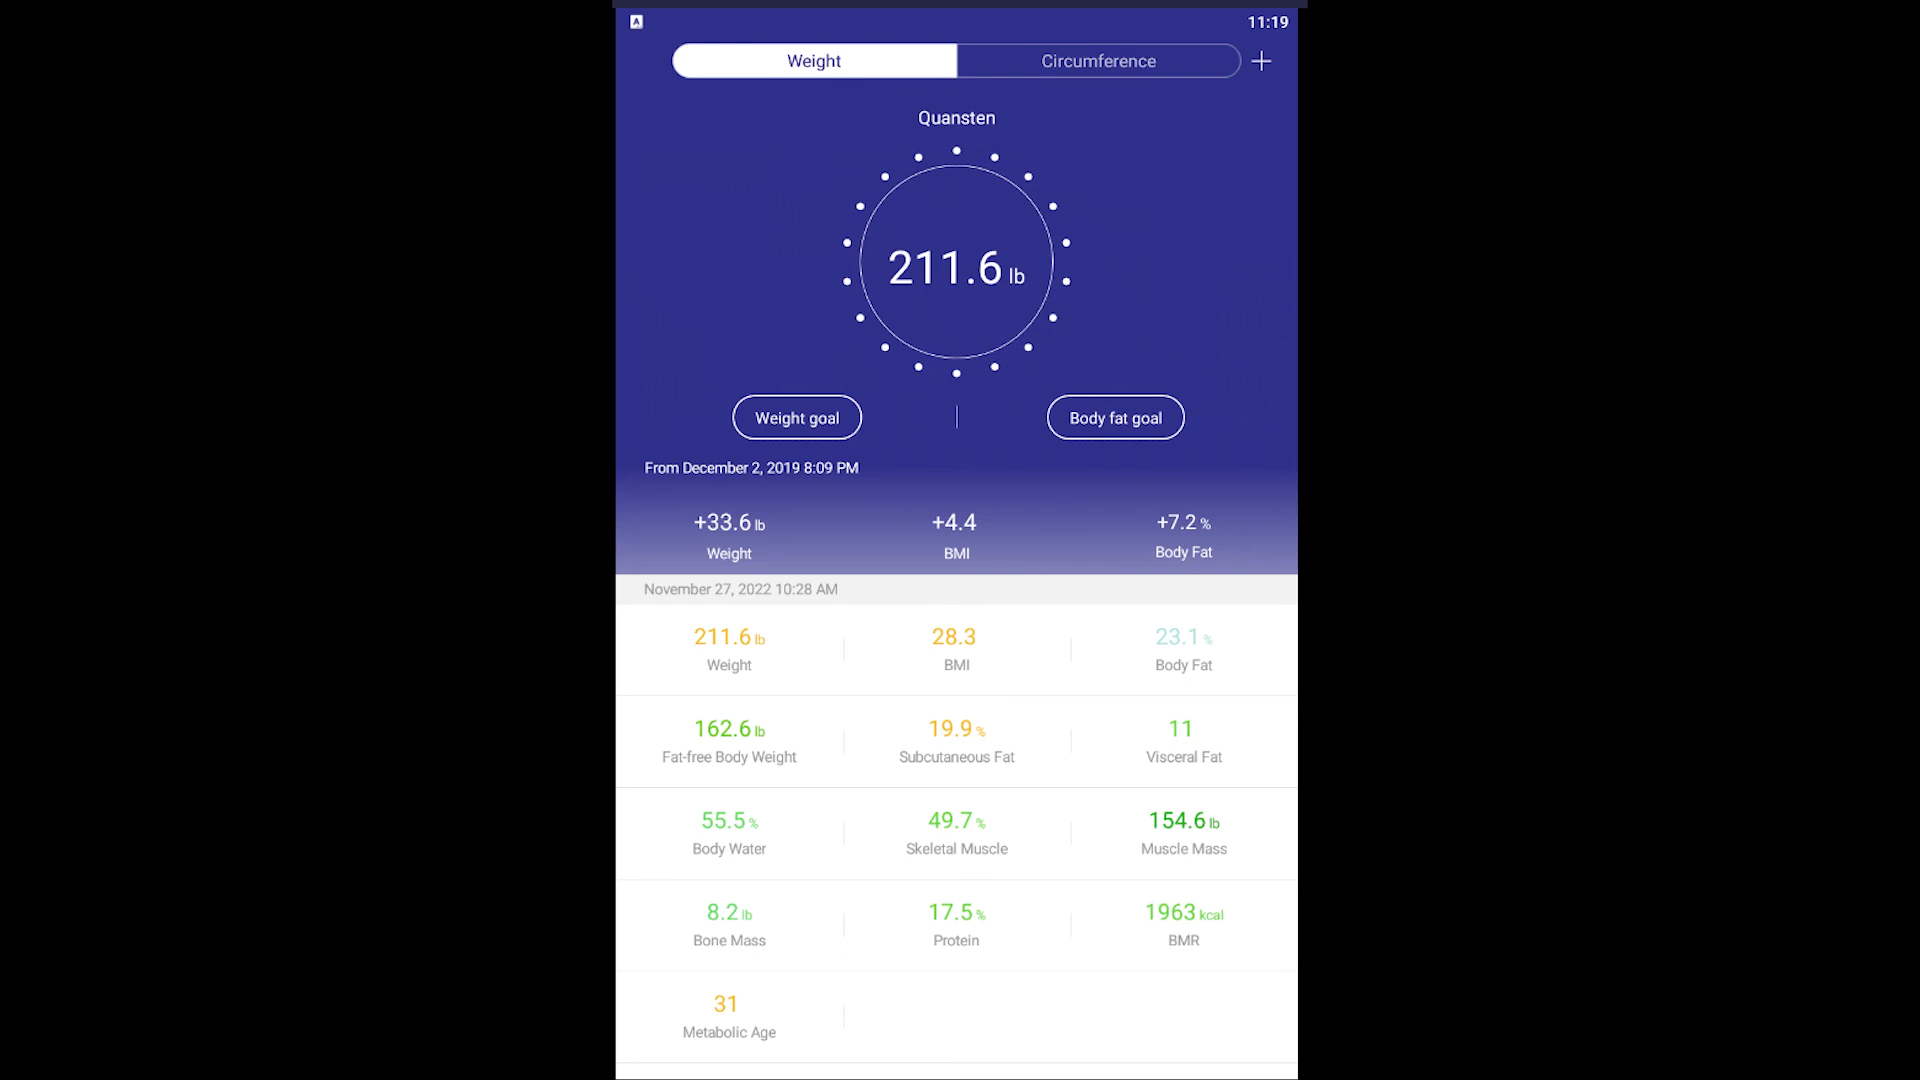 A 11:19
Weight Circumference +
Quansten
211.6 lb
Weight goal Body fat goal
From December 2, 2019 8:09 PM
+33.6 lb +4.4 +7.2 %
Weight BMI Body Fat
November 27, 2022 10:28 AM
211.6 lb 28.3 23.1 %
Weight BMI Body Fat
162.6 lb 19.9 % 11
Fat-free Body Weight Subcutaneous Fat Visceral Fat
55.5 % 49.7 % 154.6 lb
Body Water Skeletal Muscle Muscle Mass
8.2 lb 17.5 % 1963 kcal
Bone Mass Protein BMR
31
Metabolic Age